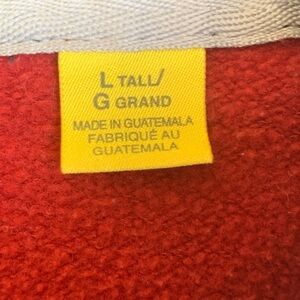 L TALL/
G GRAND
MADE IN GUATEMALA
FABRIQUÉ AU
GUATEMALA